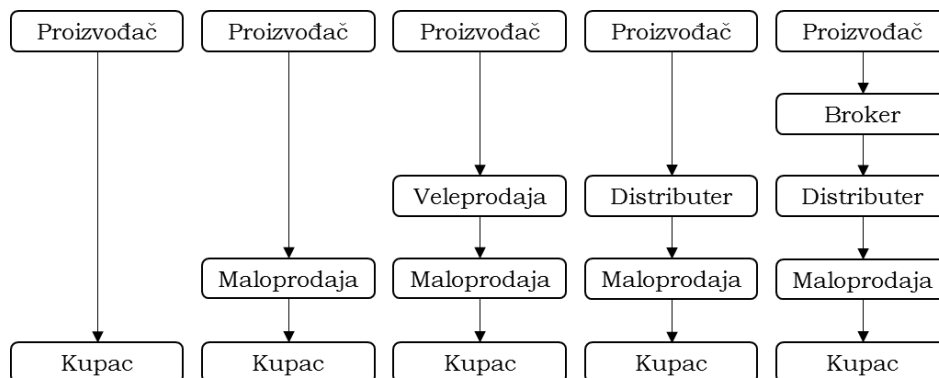 Proizvođač Proizvođač Proizvođač Proizvođač Proizvođač
Broker
Veleprodaja Distributer Distributer
Maloprodaja Maloprodaja Maloprodaja Maloprodaja
Kupac Kupac Kupac Kupac Kupac